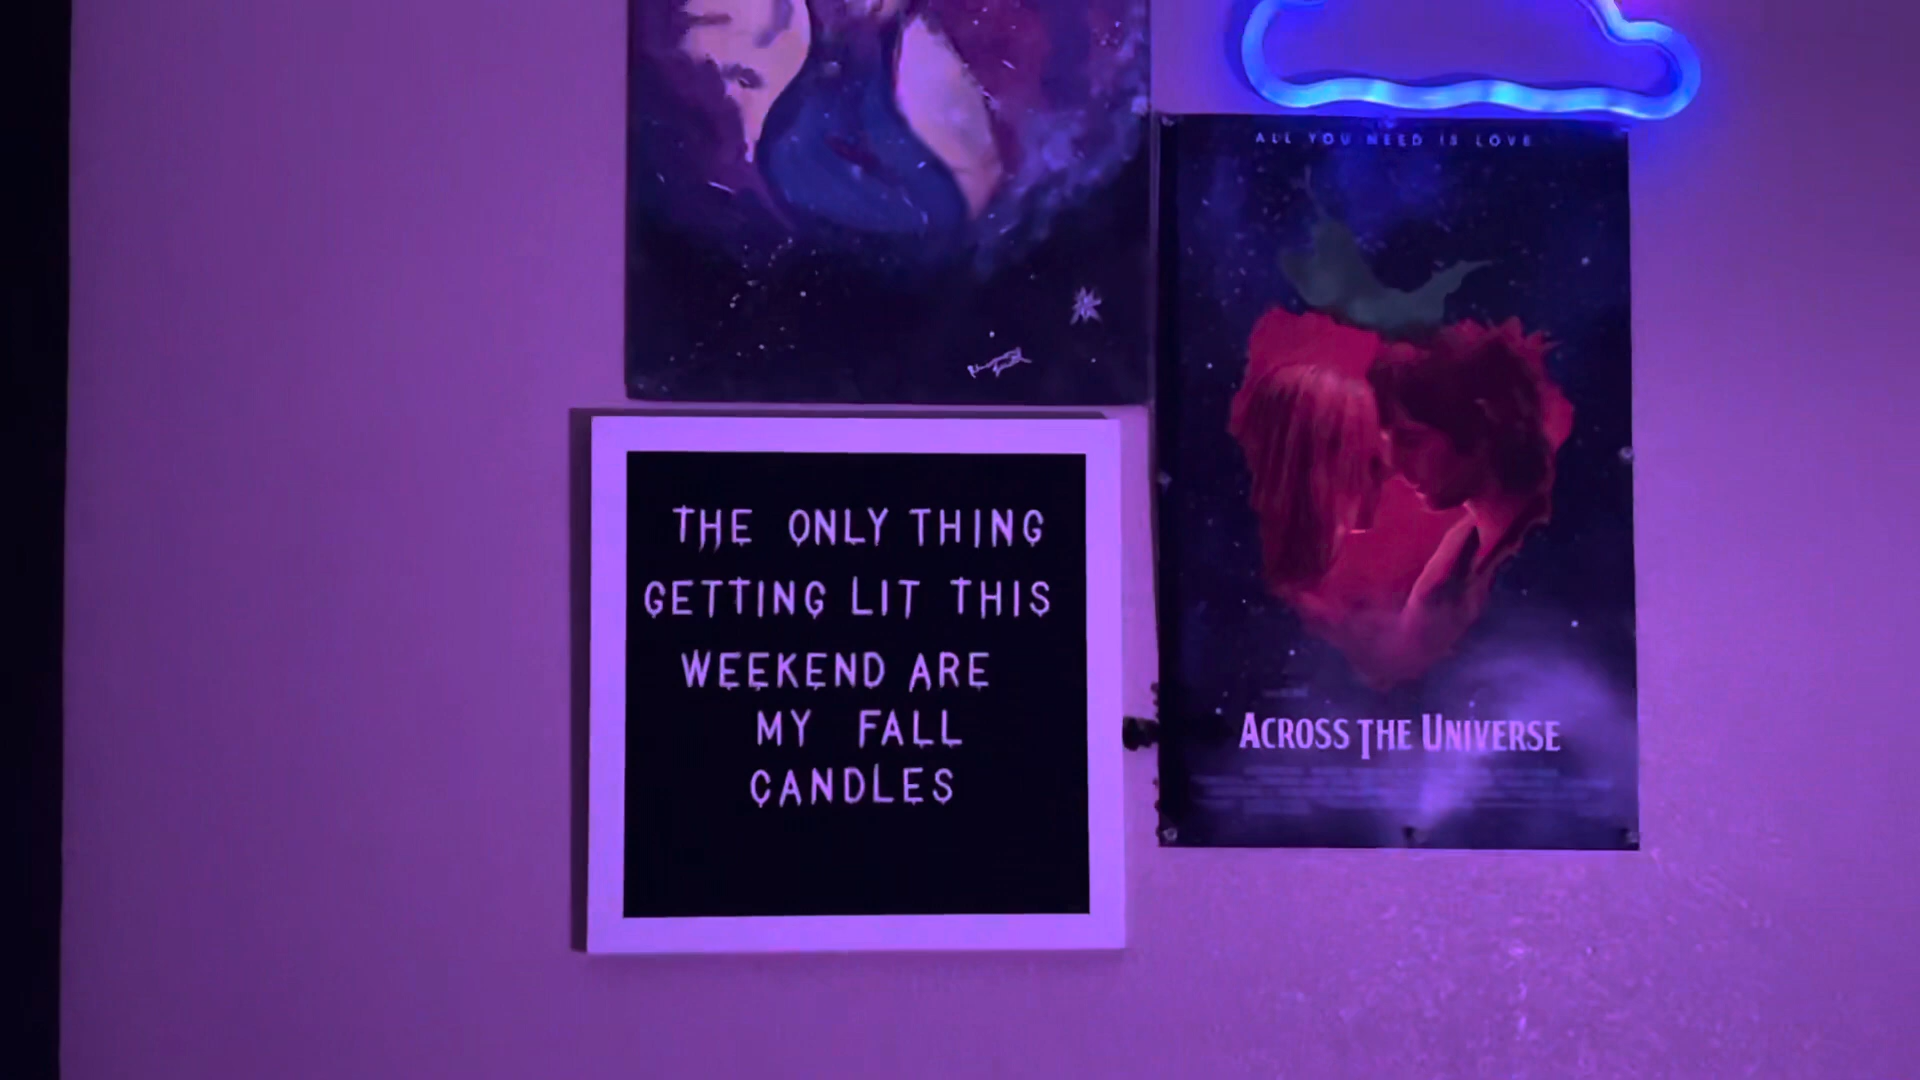 ALL YOU NEED IS LOVE
THE ONLY THING
GETTING LIT THIS
WEEKEND ARE
MY FALL
CANDLES
ACROSS THE UNIVERSE